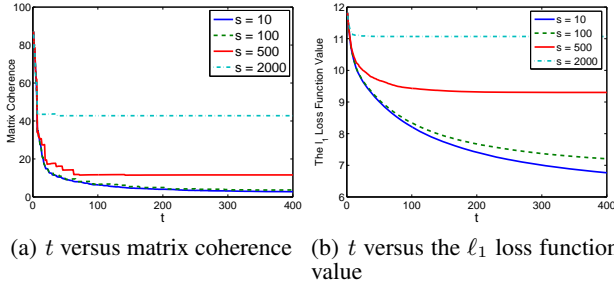 (a)
100
80
60
40
20
0
Matrix Coherence
0
100
200
300
400
t
s = 10
s = 100
s = 500
s = 2000
(b)
12
11
10
9
8
7
6
The l1 Loss Function Value
0
100
200
300
400
t
s = 10
s = 100
s = 500
s = 2000
(a) t versus matrix coherence
(b) t versus the ℓ1 loss function
value